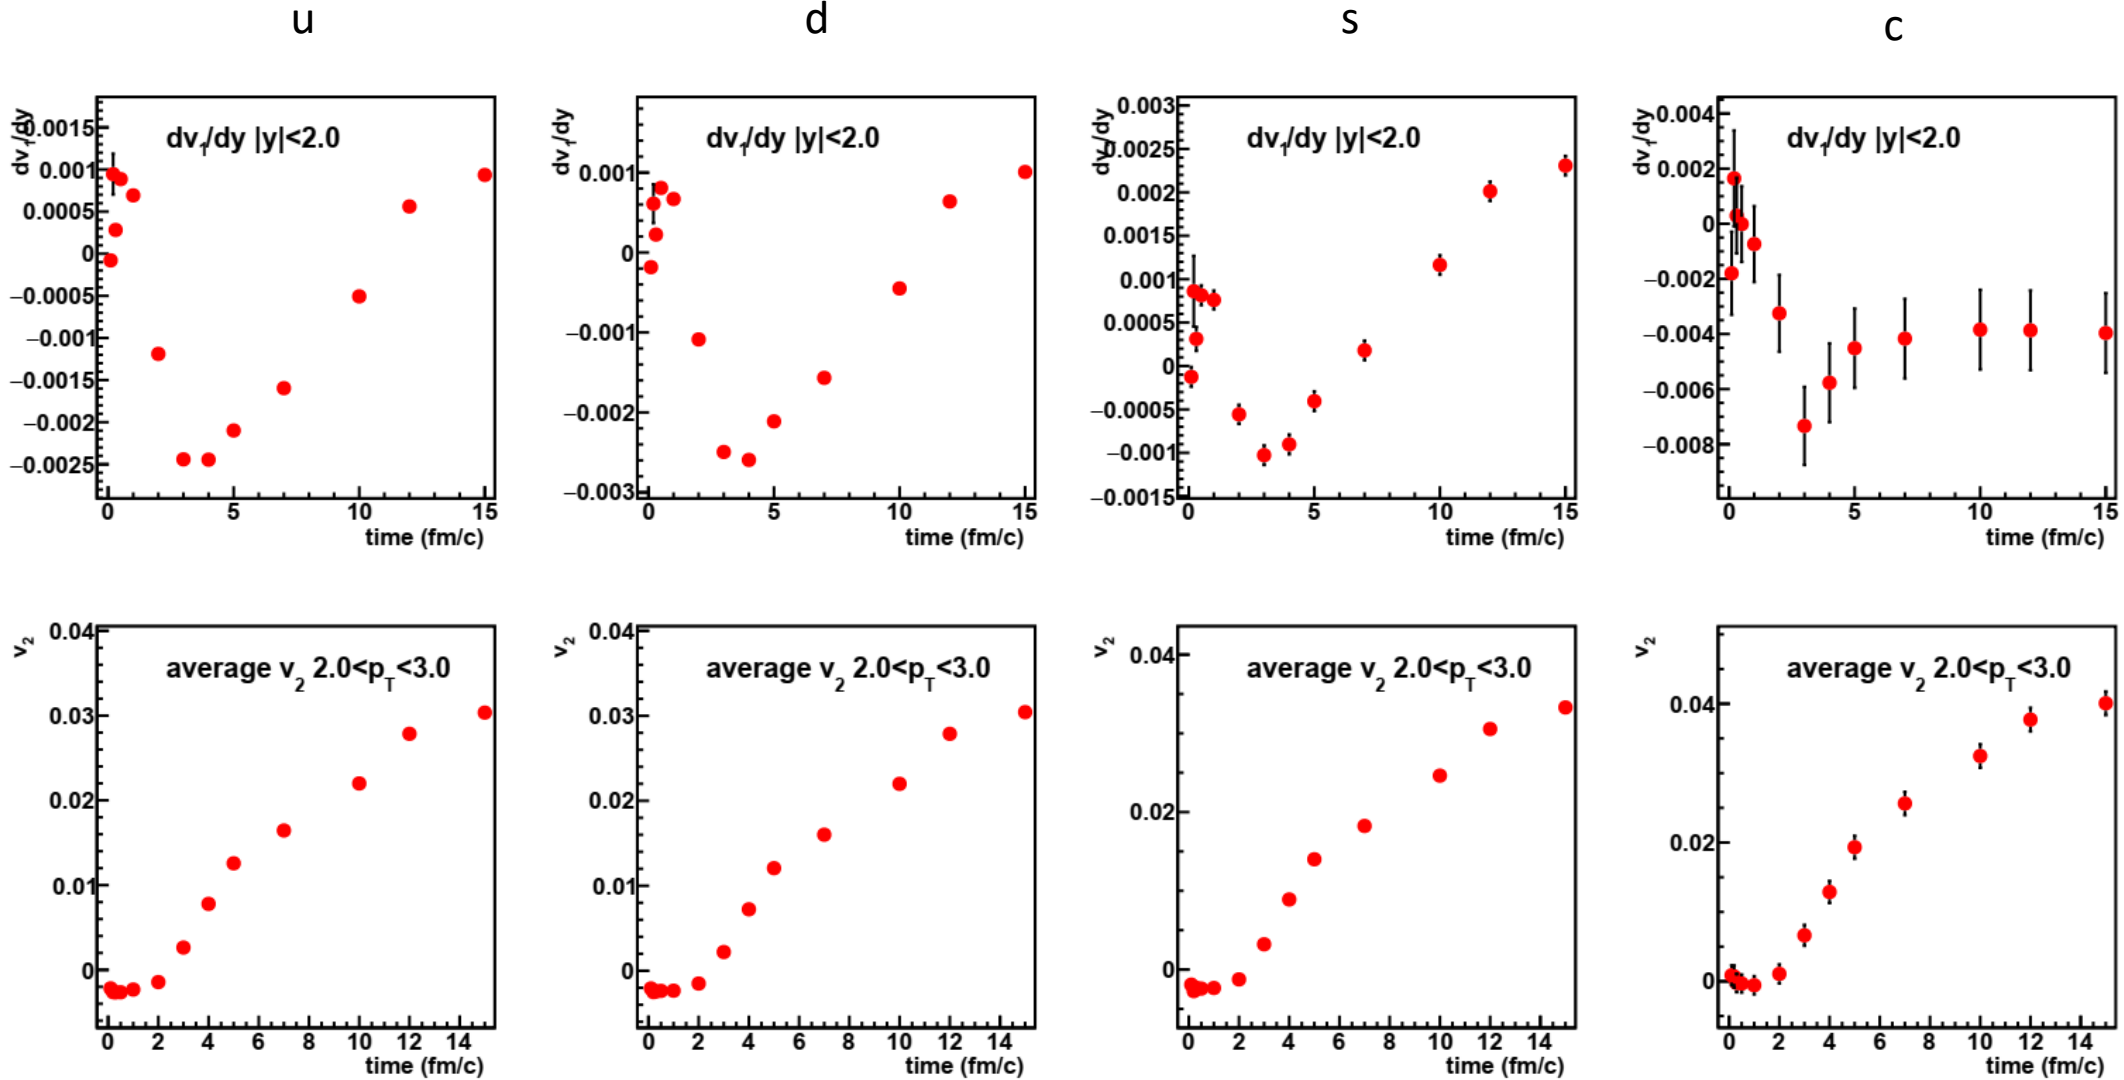 u d s c
dv1/dy
0.0015
0.001
0.0005
0
−0.0005
−0.001
−0.0015
−0.002
−0.0025
dv1/dy |y|<2.0
0 5 10 15
time (fm/c)
dv1/dy
0.001
0
−0.001
−0.002
−0.003
dv1/dy |y|<2.0
0 5 10 15
time (fm/c)
dv1/dy
0.003
0.0025
0.002
0.0015
0.001
0.0005
0
−0.0005
−0.001
−0.0015
dv1/dy |y|<2.0
0 5 10 15
time (fm/c)
dv1/dy
0.004
0.002
0
−0.002
−0.004
−0.006
−0.008
dv1/dy |y|<2.0
0 5 10 15
time (fm/c)
v2
0.04
0.03
0.02
0.01
0
average v2 2.0<pT<3.0
0 2 4 6 8 10 12 14
time (fm/c)
v2
0.04
0.03
0.02
0.01
0
average v2 2.0<pT<3.0
0 2 4 6 8 10 12 14
time (fm/c)
v2
0.04
0.02
0
average v2 2.0<pT<3.0
0 2 4 6 8 10 12 14
time (fm/c)
v2
0.04
0.02
0
average v2 2.0<pT<3.0
0 2 4 6 8 10 12 14
time (fm/c)